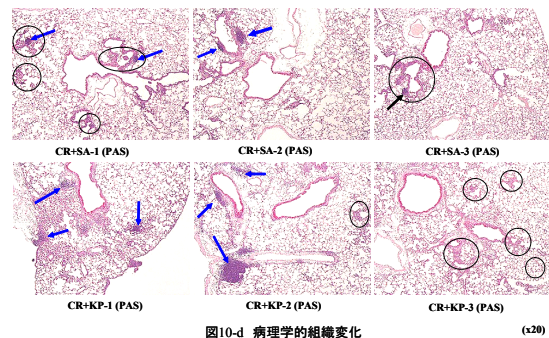 CR+SA-1 (PAS)
CR+SA-2 (PAS)
CR+SA-3 (PAS)
CR+KP-1 (PAS)
CR+KP-2 (PAS)
CR+KP-3 (PAS)
図10-d 病理学的組織変化
(x20)